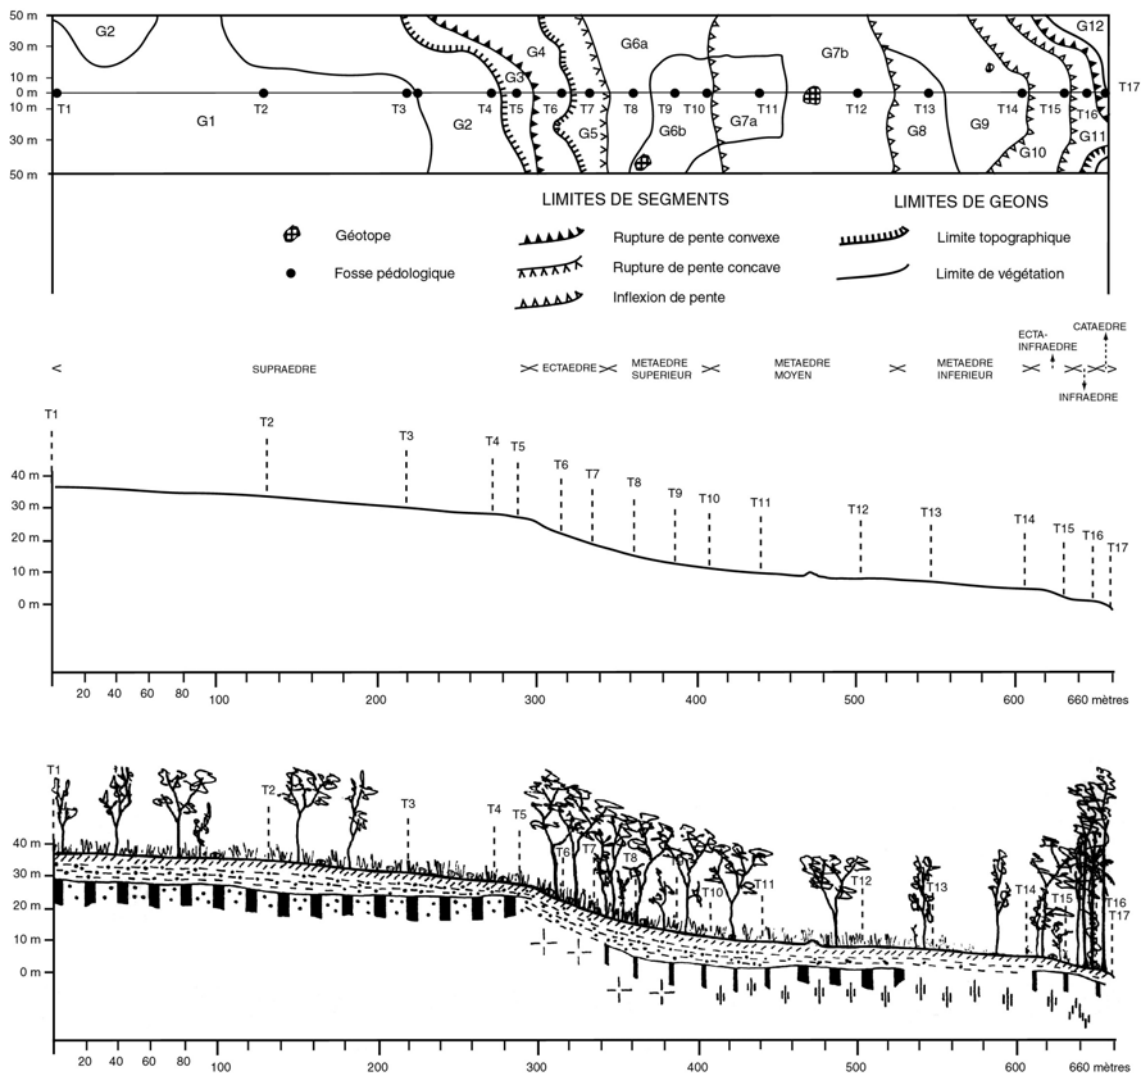 50 m
30 m
10 m
0 m
10 m
30 m
50 m
G2 G4 G6a G7b G12
G3
T17
T1 T2 T3 T4 T5 T6 T7 T8 T9 T10 T11 T12 T13 T14 T15 T16
G1 G2 G5 G6b G7a G8 G9 G10 G11
LIMITES DE SEGMENTS LIMITES DE GEONS
Géotope Rupture de pente convexe Limite topographique
Fosse pédologique Rupture de pente concave Limite de végétation
Inflexion de pente
ECTA-INFRAEDRE CATAEDRE
SUPRAEDRE ECTAEDRE METAEDRE SUPERIEUR METAEDRE MOYEN METAEDRE INFERIEUR
INFRAEDRE
T1 T2 T3 T4 T5 T6 T7 T8 T9 T10 T11 T12 T13 T14 T15 T16 T17
40 m
30 m
20 m
10 m
0 m
20 40 60 80 100 200 300 400 500 600 660 mètres
T1 T2 T3 T4 T5 T6 T7 T8 T10 T11 T12 T13 T14 T15 T16 T17
40 m
30 m
20 m
10 m
0 m
20 40 60 80 100 200 300 400 500 600 660 mètres